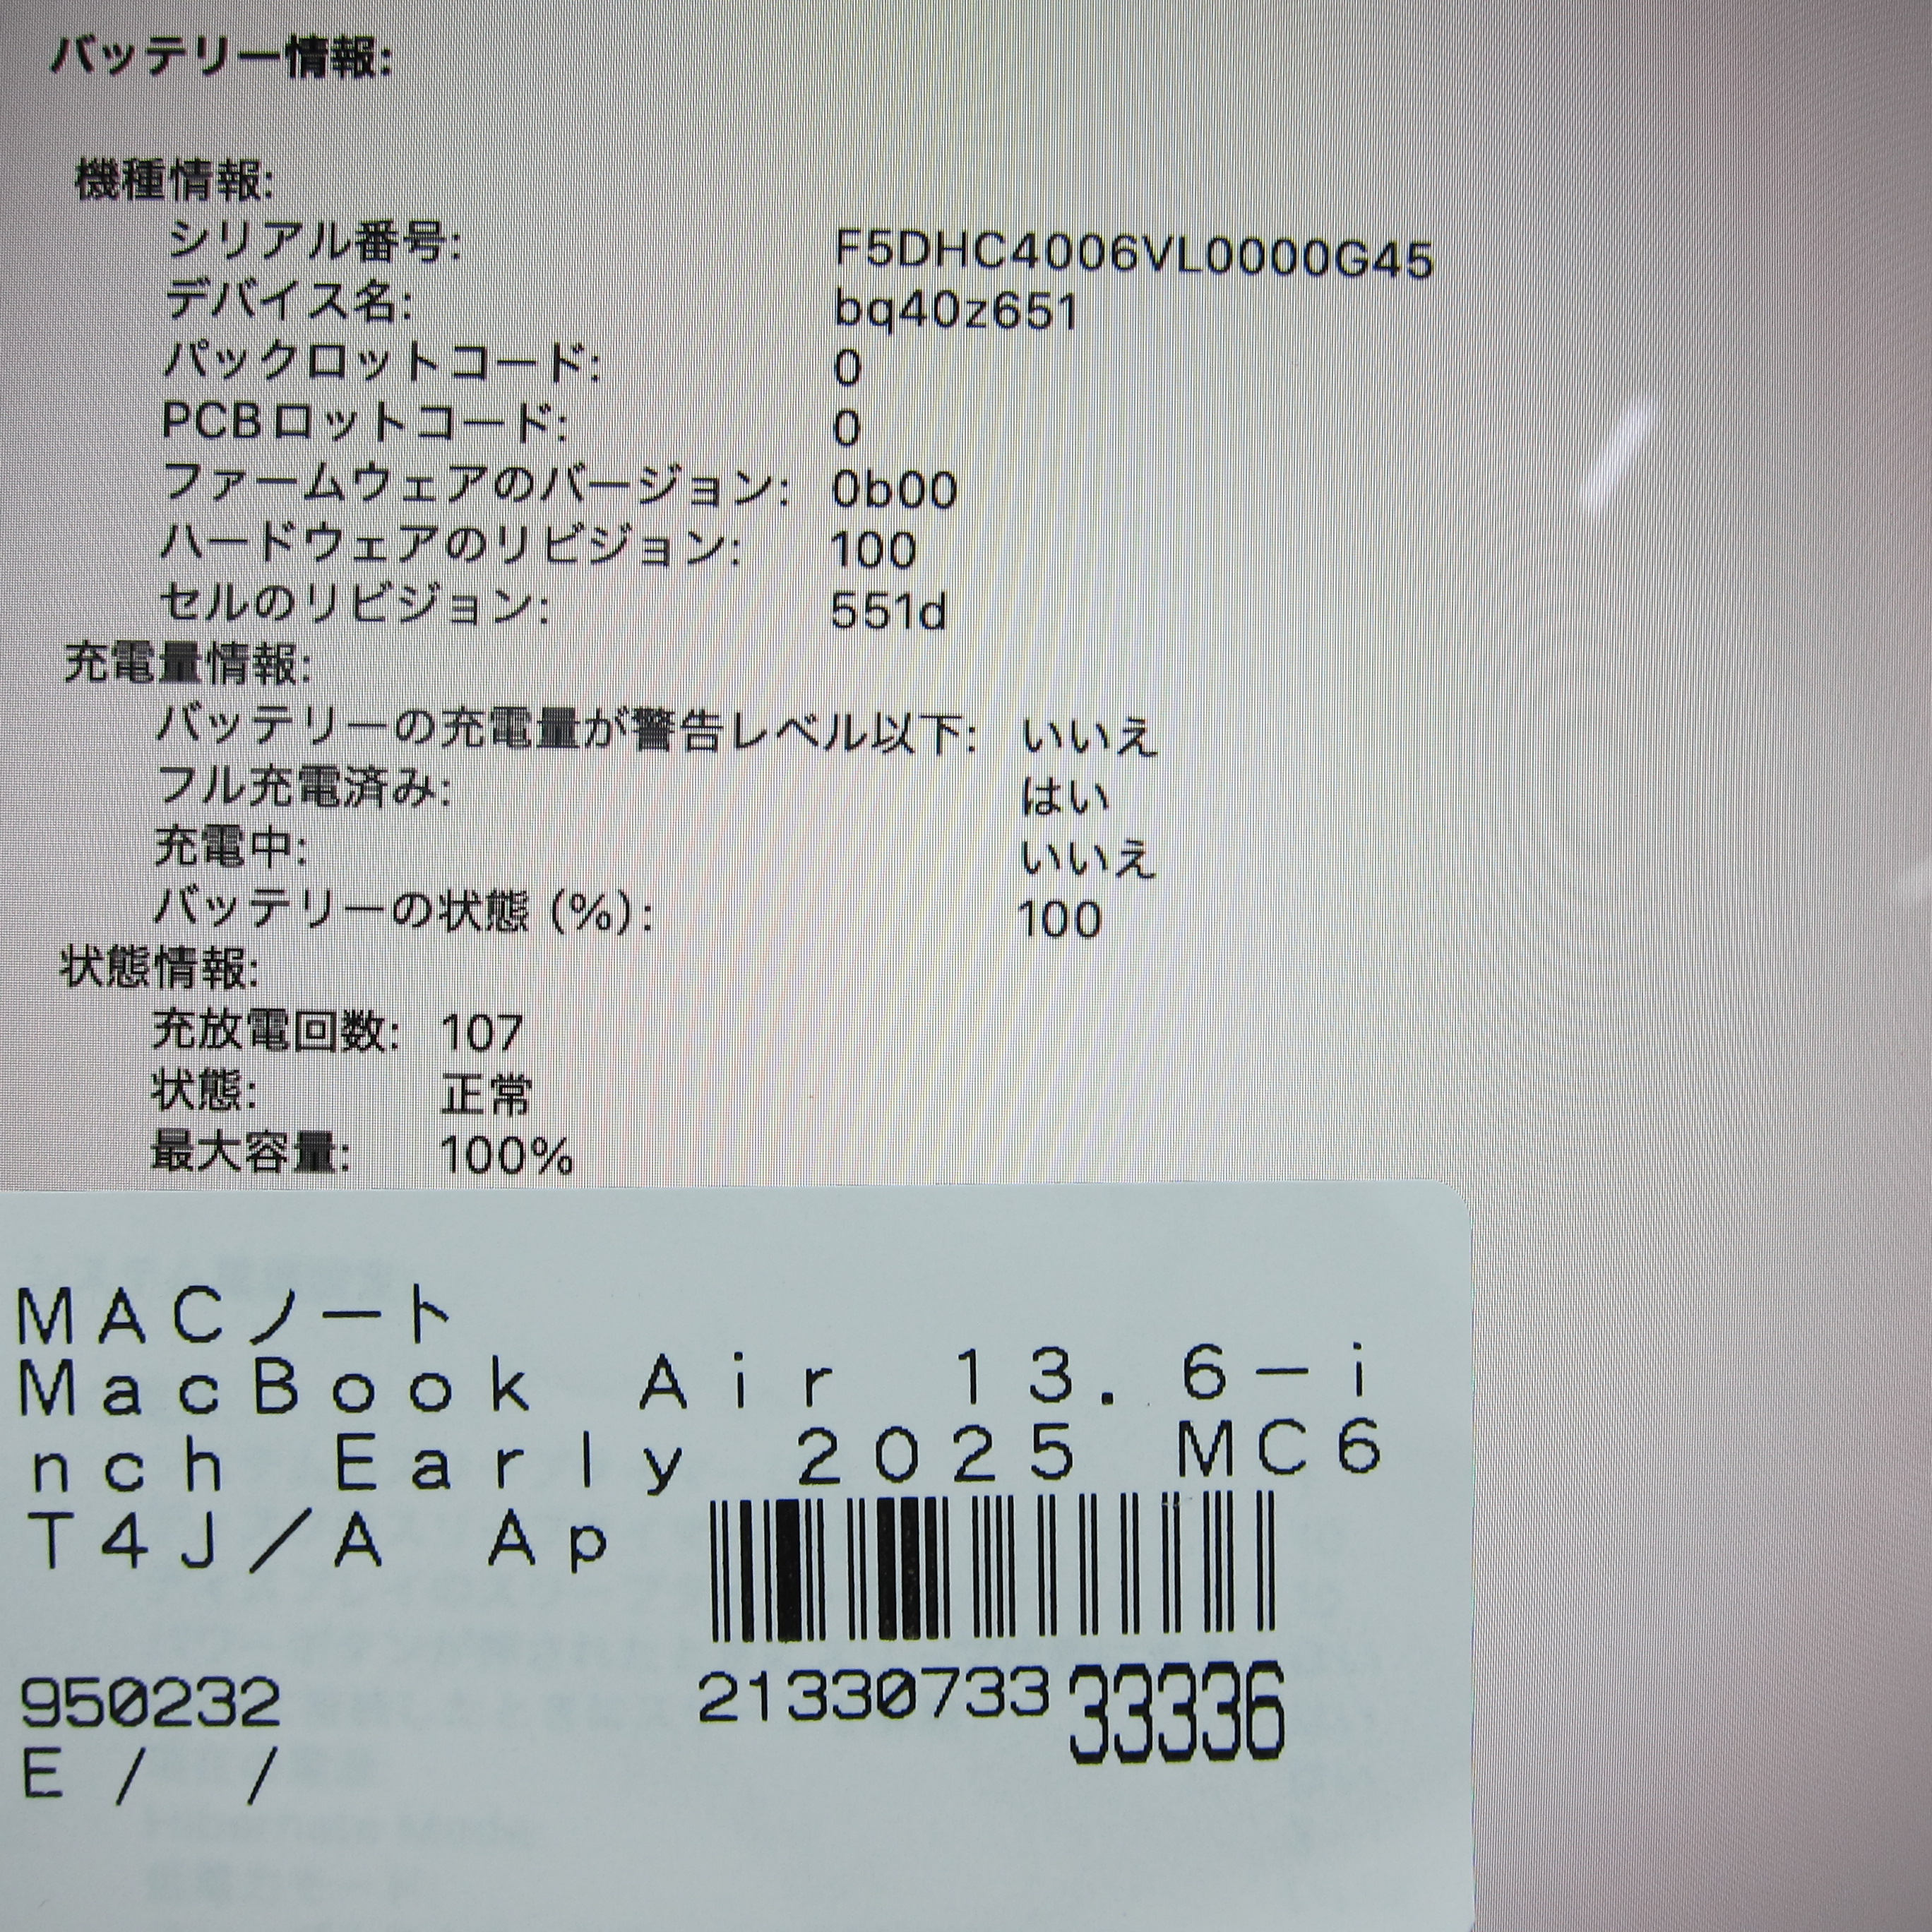 バッテリー情報:
機種情報:
シリアル番号: F5DHC4006VL0000G45
デバイス名: bq40z651
パックロットコード: 0
PCBロットコード: 0
ファームウェアのバージョン: 0b00
ハードウェアのリビジョン: 100
セルのリビジョン: 551d
充電量情報:
バッテリーの充電量が警告レベル以下: いいえ
フル充電済み: はい
充電中: いいえ
バッテリーの状態 (%): 100
状態情報:
充放電回数: 107
状態: 正常
最大容量: 100%
MACノート
MacBook Air 13.6-i
nch Early 2025 MC6
T4J/A Ap
950232
2133073333336
E / /